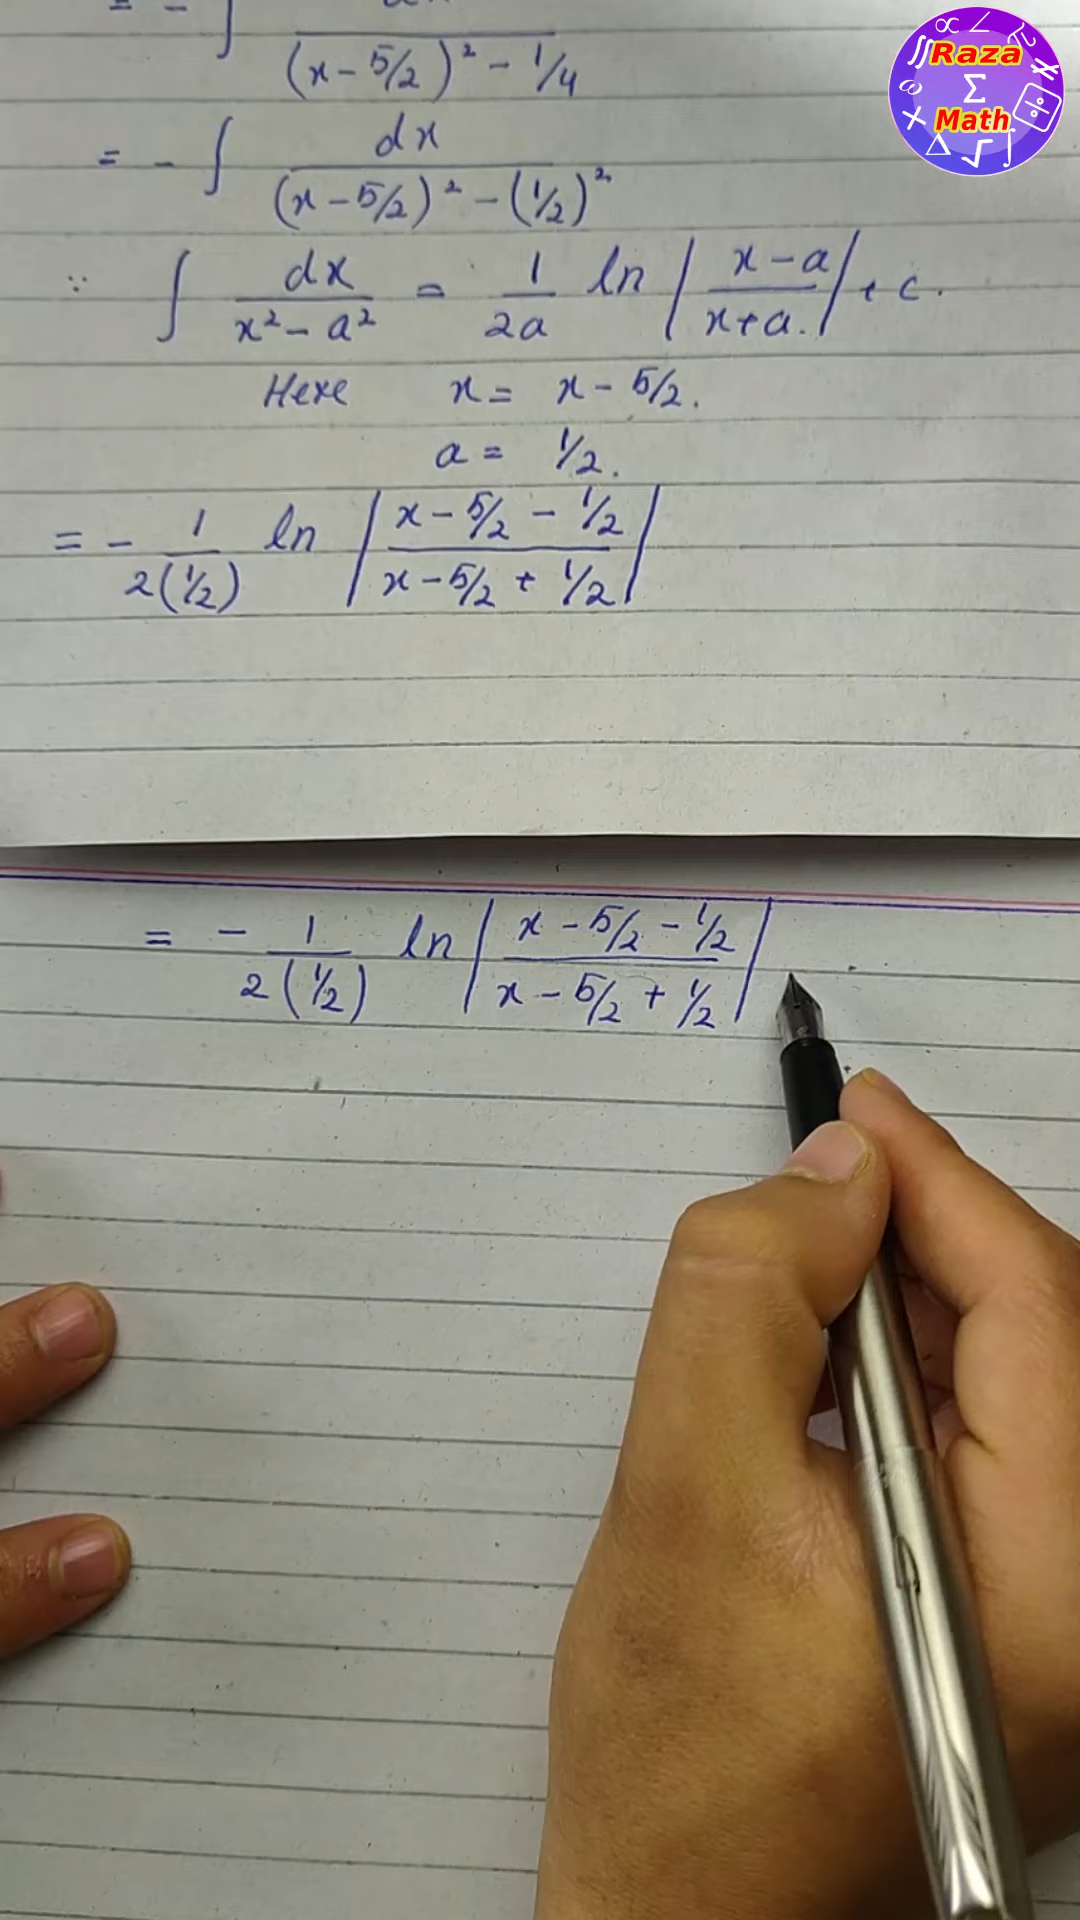 = - ∫
(x - 5/2)² - 1/4
= - ∫ dx / (x - 5/2)² - (1/2)²
∵ ∫ dx / x² - a² = 1 / 2a ln | x - a / x + a. | + c.
Here x = x - 5/2.
a = 1/2.
= - 1 / 2(1/2) ln | x - 5/2 - 1/2 / x - 5/2 + 1/2 |
= - 1 / 2(1/2) ln | x - 5/2 - 1/2 / x - 5/2 + 1/2 |
Raza
Σ
Math